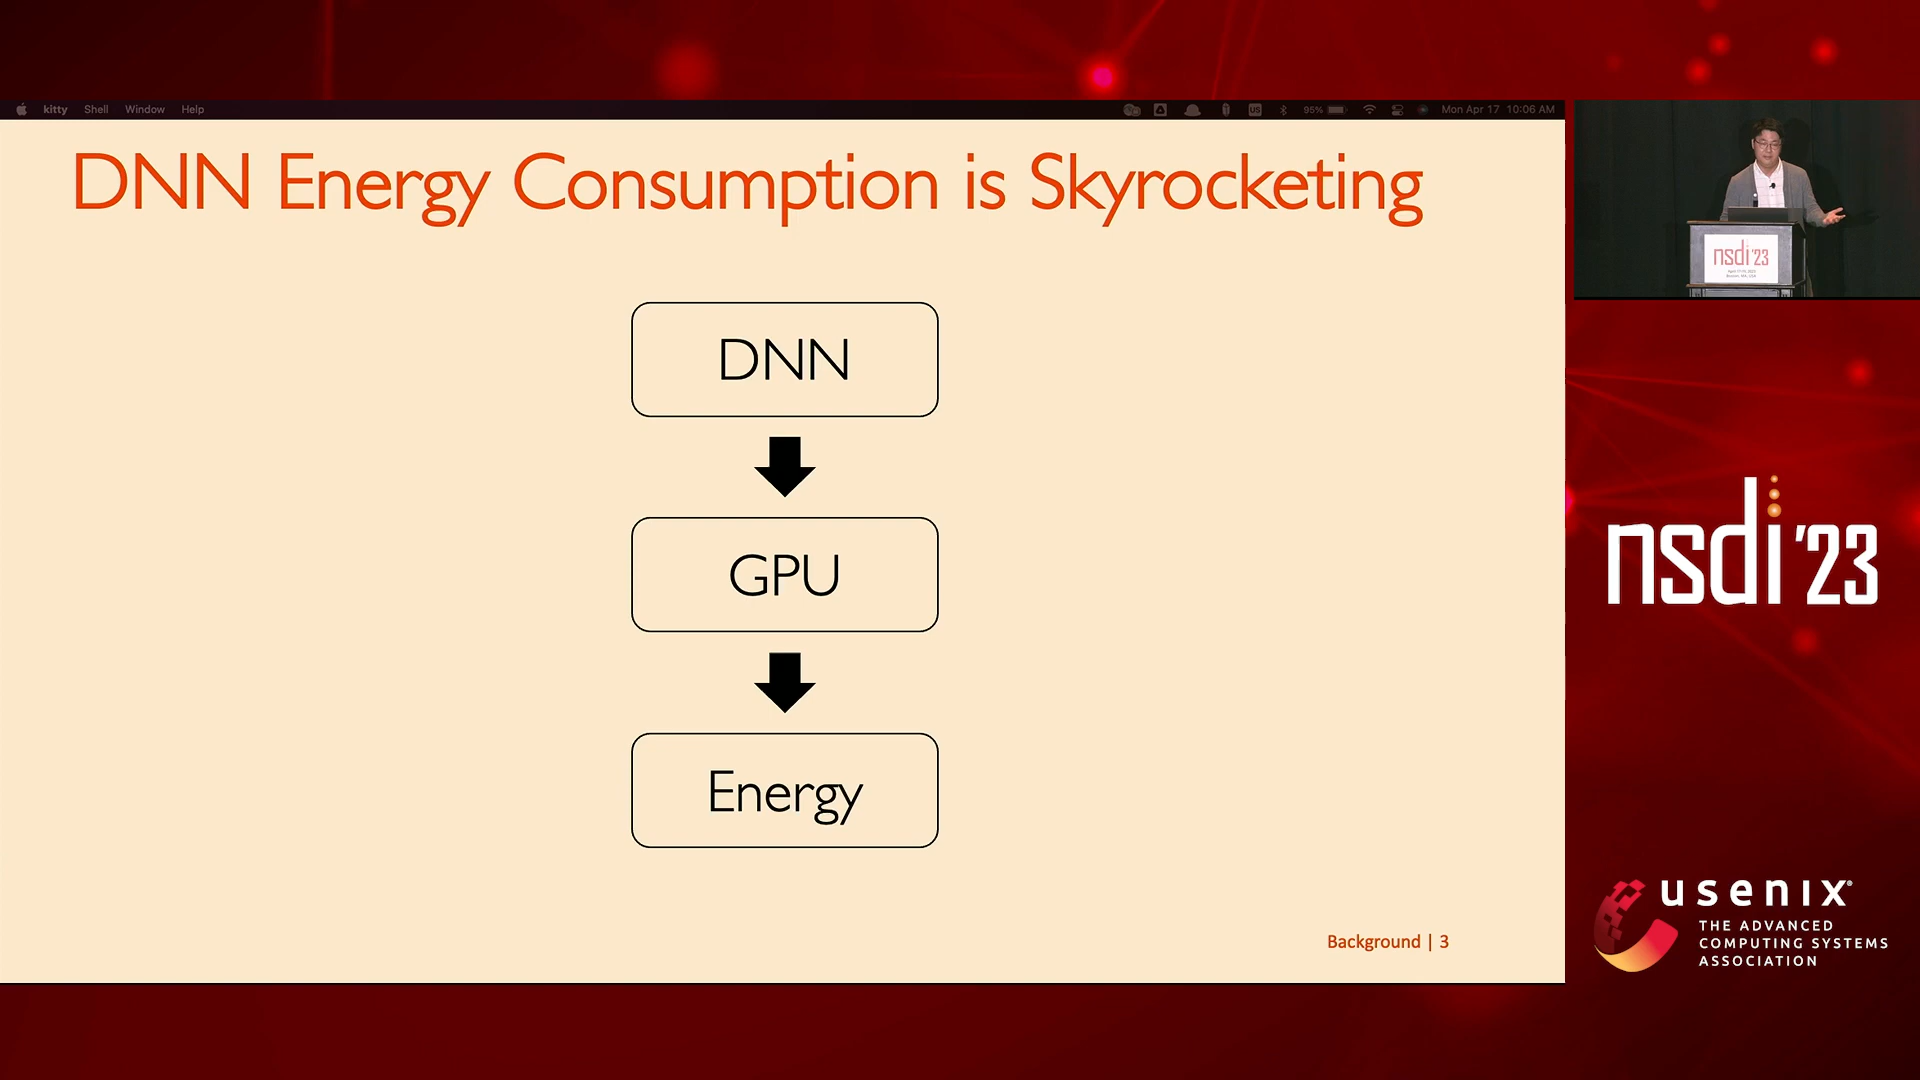 kitty Shell Window Help
95% Mon Apr 17 10:06 AM
DNN Energy Consumption is Skyrocketing
DNN
GPU
Energy
Background | 3
nsdi '23
nsdi '23
usenix®
THE ADVANCED
COMPUTING SYSTEMS
ASSOCIATION